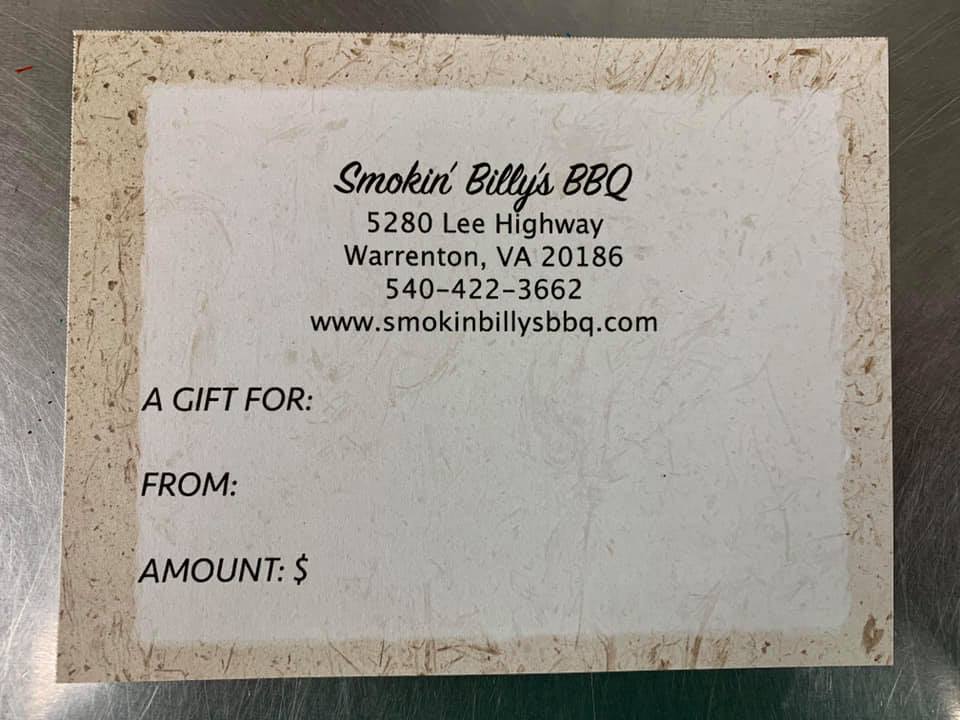 Smokin' Billy's BBQ
5280 Lee Highway
Warrenton, VA 20186
540-422-3662
www.smokinbillysbbq.com
A GIFT FOR:
FROM:
AMOUNT: $